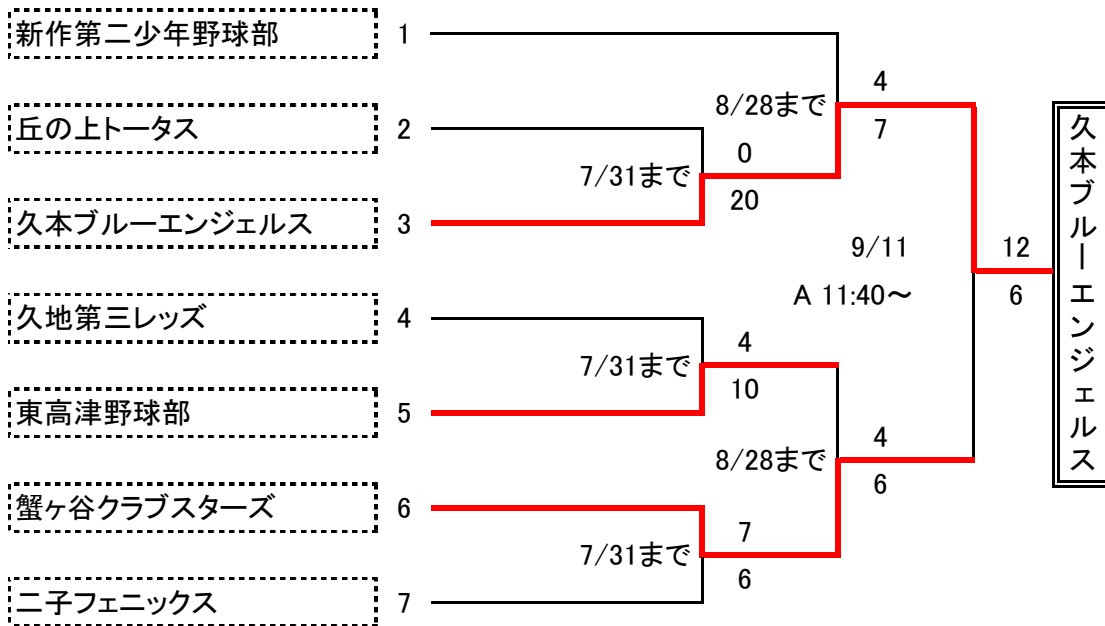 新作第二少年野球部 1
4
8/28まで
7
丘の上トータス 2
0
7/31まで
20
久本ブルーエンジェルス 3
9/11
12
A 11:40～
6
久地第三レッズ 4
4
7/31まで
10
東高津野球部 5
4
8/28まで
6
蟹ヶ谷クラブスターズ 6
7
7/31まで
6
二子フェニックス 7
久本ブルーエンジェルス